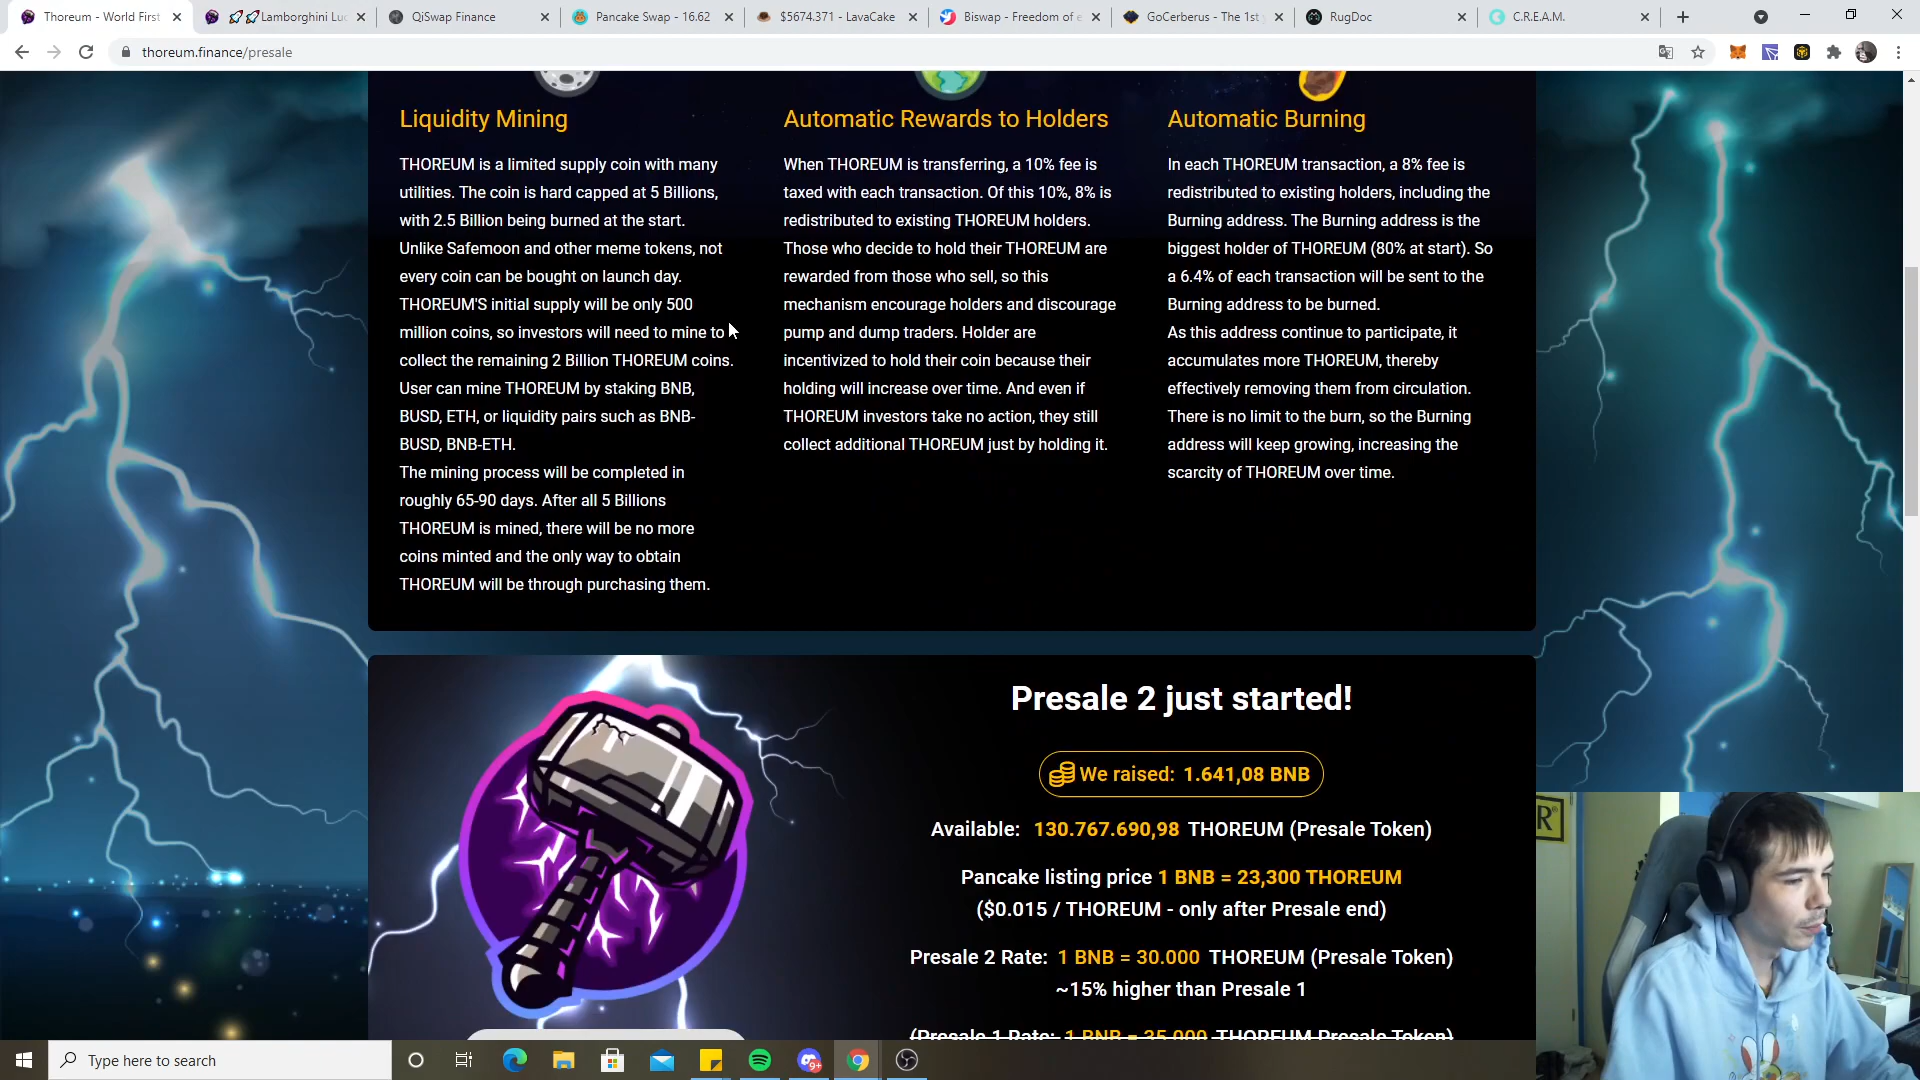 Thoreum - World First
Lamborghini Lu
QiSwap Finance
Pancake Swap - 16.62
$5674.371 - LavaCake
Biswap - Freedom of e
GoCerberus - The 1st
RugDoc
C.R.E.A.M.
thoreum.finance/presale
Liquidity Mining
THOREUM is a limited supply coin with many
utilities. The coin is hard capped at 5 Billions,
with 2.5 Billion being burned at the start.
Unlike Safemoon and other meme tokens, not
every coin can be bought on launch day.
THOREUM'S initial supply will be only 500
million coins, so investors will need to mine to
collect the remaining 2 Billion THOREUM coins.
User can mine THOREUM by staking BNB,
BUSD, ETH, or liquidity pairs such as BNB-
BUSD, BNB-ETH.
The mining process will be completed in
roughly 65-90 days. After all 5 Billions
THOREUM is mined, there will be no more
coins minted and the only way to obtain
THOREUM will be through purchasing them.
Automatic Rewards to Holders
When THOREUM is transferring, a 10% fee is
taxed with each transaction. Of this 10%, 8% is
redistributed to existing THOREUM holders.
Those who decide to hold their THOREUM are
rewarded from those who sell, so this
mechanism encourage holders and discourage
pump and dump traders. Holder are
incentivized to hold their coin because their
holding will increase over time. And even if
THOREUM investors take no action, they still
collect additional THOREUM just by holding it.
Automatic Burning
In each THOREUM transaction, a 8% fee is
redistributed to existing holders, including the
Burning address. The Burning address is the
biggest holder of THOREUM (80% at start). So
a 6.4% of each transaction will be sent to the
Burning address to be burned.
As this address continue to participate, it
accumulates more THOREUM, thereby
effectively removing them from circulation.
There is no limit to the burn, so the Burning
address will keep growing, increasing the
scarcity of THOREUM over time.
Presale 2 just started!
We raised: 1.641,08 BNB
Available: 130.767.690,98 THOREUM (Presale Token)
Pancake listing price 1 BNB = 23,300 THOREUM
($0.015 / THOREUM - only after Presale end)
Presale 2 Rate: 1 BNB = 30.000 THOREUM (Presale Token)
~15% higher than Presale 1
(Presale 1 Rate: 1 BNB = 35.000 THOREUM Presale Token)
Type here to search
9+